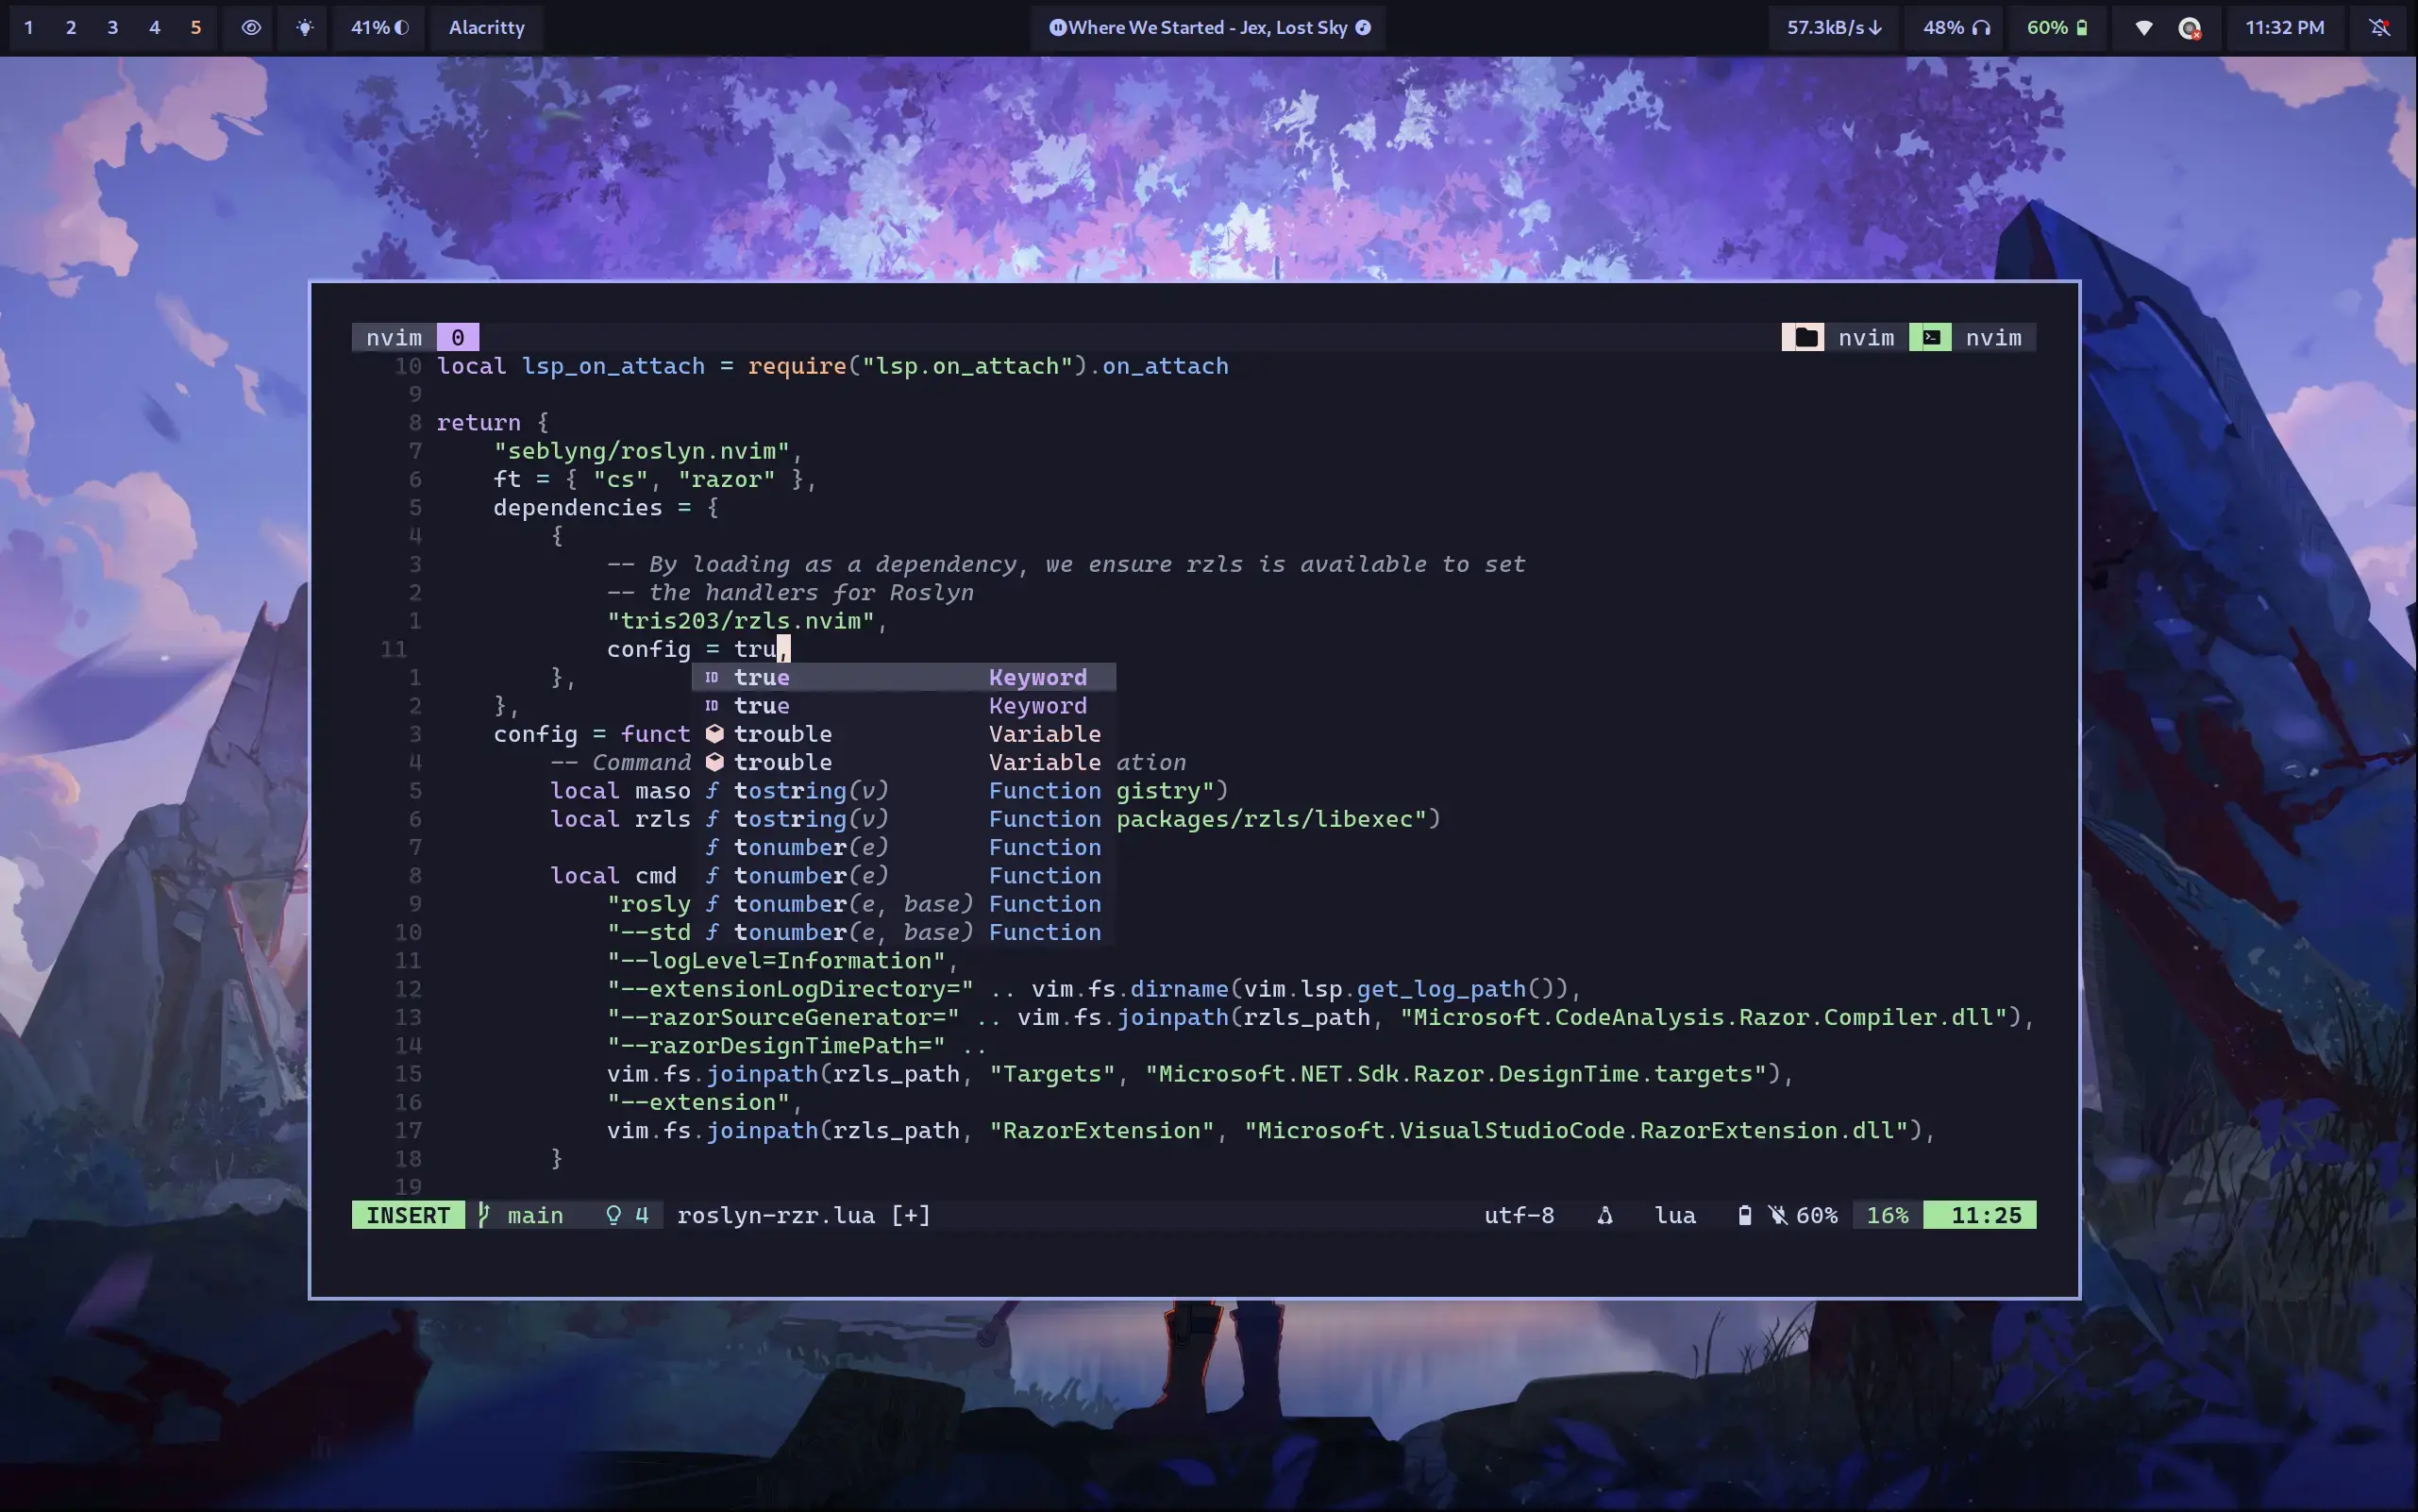 1 2 3 4 5 41% Alacritty Where We Started - Jex, Lost Sky 57.3kB/s 48% 60% 11:32 PM
nvim 0 nvim nvim
10 local lsp_on_attach = require("lsp.on_attach").on_attach
9
8 return {
7 "seblyng/roslyn.nvim",
6 ft = { "cs", "razor" },
5 dependencies = {
4 {
3 -- By loading as a dependency, we ensure rzls is available to set
2 -- the handlers for Roslyn
1 "tris203/rzls.nvim",
11 config = tru,
1 }, ID true Keyword
2 }, ID true Keyword
3 config = funct trouble Variable
4 -- Command trouble Variable ation
5 local maso f tostring(v) Function gistry")
6 local rzls f tostring(v) Function packages/rzls/libexec")
7 f tonumber(e) Function
8 local cmd f tonumber(e) Function
9 "rosly f tonumber(e, base) Function
10 "--std f tonumber(e, base) Function
11 "--logLevel=Information",
12 "--extensionLogDirectory=" .. vim.fs.dirname(vim.lsp.get_log_path()),
13 "--razorSourceGenerator=" .. vim.fs.joinpath(rzls_path, "Microsoft.CodeAnalysis.Razor.Compiler.dll"),
14 "--razorDesignTimePath=" ..
15 vim.fs.joinpath(rzls_path, "Targets", "Microsoft.NET.Sdk.Razor.DesignTime.targets"),
16 "--extension",
17 vim.fs.joinpath(rzls_path, "RazorExtension", "Microsoft.VisualStudioCode.RazorExtension.dll"),
18 }
19
INSERT main 4 roslyn-rzr.lua [+] utf-8 lua 60% 16% 11:25